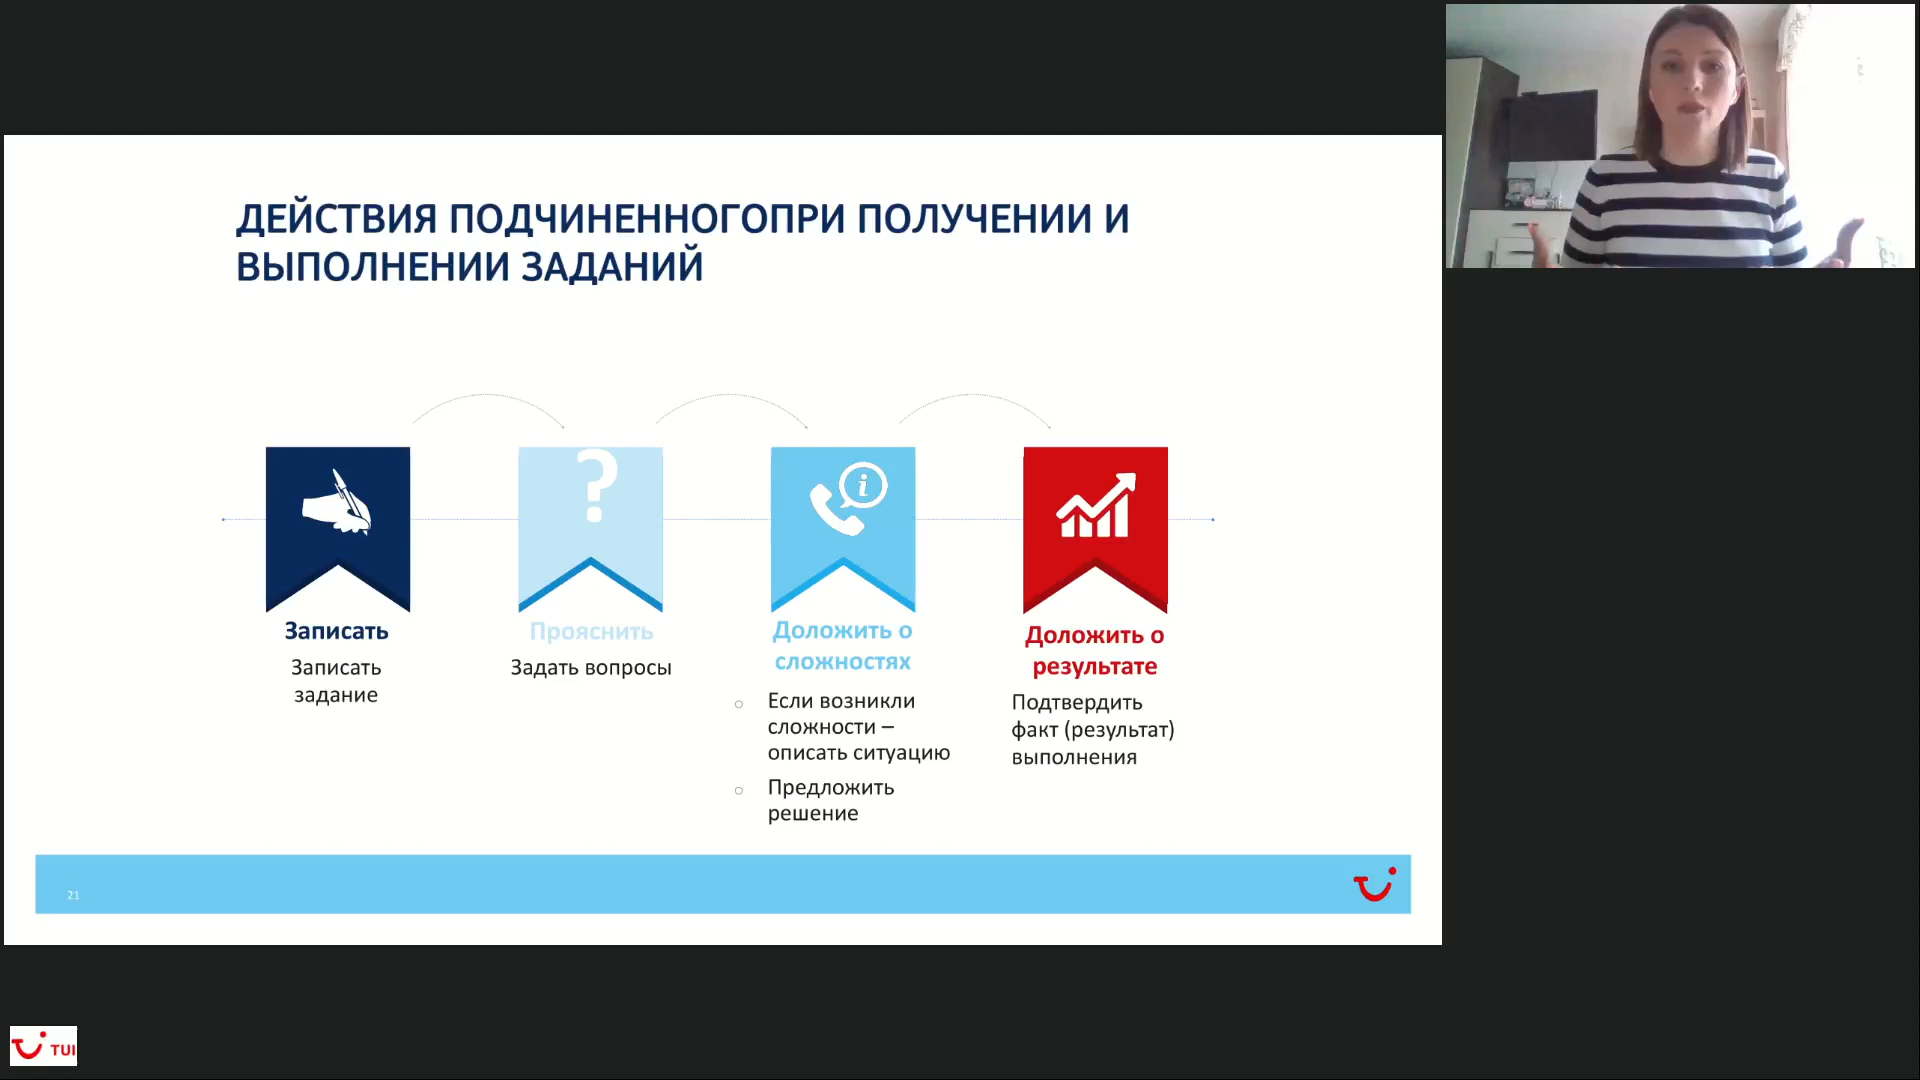 ДЕЙСТВИЯ ПОДЧИНЕННОГОПРИ ПОЛУЧЕНИИ И
ВЫПОЛНЕНИИ ЗАДАНИЙ
?
i
Записать
Записать
задание
Прояснить
Задать вопросы
Доложить о
сложностях
Если возникли
сложности –
описать ситуацию
Предложить
решение
Доложить о
результате
Подтвердить
факт (результат)
выполнения
21
TUI